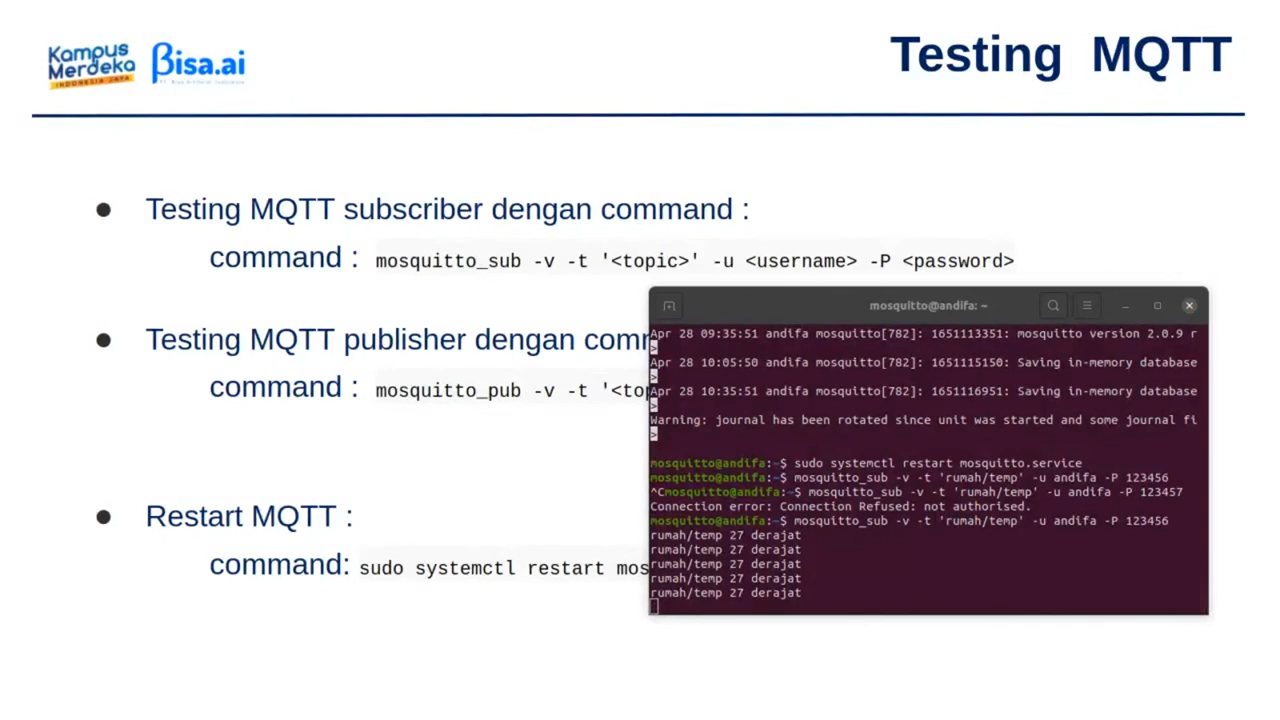 Kampus
Merdeka
INDONESIA JAYA
βisa.ai
Testing MQTT
● Testing MQTT subscriber dengan command :
command : mosquitto_sub -v -t '<topic>' -u <username> -P <password>
● Testing MQTT publisher dengan comm
command : mosquitto_pub -v -t '<top
● Restart MQTT :
command: sudo systemctl restart mos
mosquitto@andifa: ~
Apr 28 09:35:51 andifa mosquitto[782]: 1651113351: mosquitto version 2.0.9 r
>
Apr 28 10:05:50 andifa mosquitto[782]: 1651115150: Saving in-memory database
>
Apr 28 10:35:51 andifa mosquitto[782]: 1651116951: Saving in-memory database
>
Warning: journal has been rotated since unit was started and some journal fi
>
mosquitto@andifa:~$ sudo systemctl restart mosquitto.service
mosquitto@andifa:~$ mosquitto_sub -v -t 'rumah/temp' -u andifa -P 123456
^Cmosquitto@andifa:~$ mosquitto_sub -v -t 'rumah/temp' -u andifa -P 123457
Connection error: Connection Refused: not authorised.
mosquitto@andifa:~$ mosquitto_sub -v -t 'rumah/temp' -u andifa -P 123456
rumah/temp 27 derajat
rumah/temp 27 derajat
rumah/temp 27 derajat
rumah/temp 27 derajat
rumah/temp 27 derajat